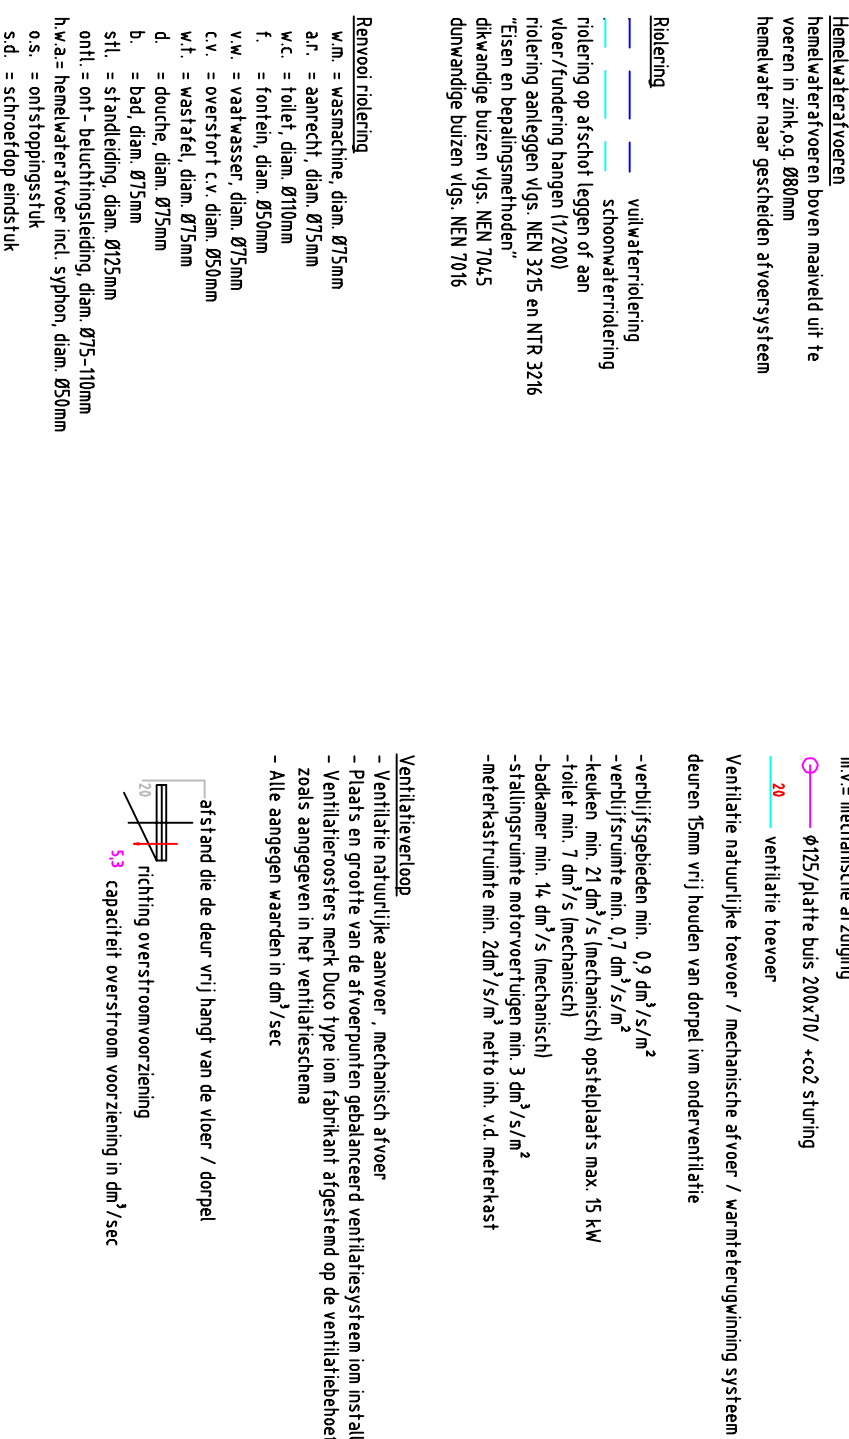 Hemelwaterafvoeren
hemelwaterafvoeren boven maaiveld uit te
voeren in zink,o.g. Ø80mm
hemelwater naar gescheiden afvoersysteem
Riolering
vuilwaterriolering
schoonwaterriolering
riolering op afschot leggen of aan
vloer/fundering hangen (1/200)
riolering aanleggen vlgs. NEN 3215 en NTR 3216
"Eisen en bepalingsmethoden"
dikwandige buizen vlgs. NEN 7045
dunwandige buizen vlgs. NEN 7016
Renvooi riolering
w.m. = wasmachine, diam. Ø75mm
a.r. = aanrecht, diam. Ø75mm
w.c. = toilet, diam. Ø110mm
f. = fontein, diam. Ø50mm
v.w. = vaatwasser, diam. Ø75mm
c.v. = overstort c.v. diam. Ø50mm
w.t. = wastafel, diam. Ø75mm
d. = douche, diam. Ø75mm
b. = bad, diam. Ø75mm
stl. = standleiding, diam. Ø125mm
ontl. = ont- beluchtingsleiding, diam. Ø75-110mm
h.w.a.= hemelwaterafvoer incl. syphon, diam. Ø50mm
o.s. = ontstoppingsstuk
s.d. = schroefdop eindstuk
m.v.= mechanische afzuiging
φ125/platte buis 200x70/ +co2 sturing
20 ventilatie toevoer
Ventilatie natuurlijke toevoer / mechanische afvoer / warmteterugwinning systeem
deuren 15mm vrij houden van dorpel ivm onderventilatie
-verblijfsgebieden min. 0,9 dm³/s/m²
-verblijfsruimte min. 0,7 dm³/s/m²
-keuken min. 21 dm³/s (mechanisch) opstelplaats max. 15 kW
-toilet min. 7 dm³/s (mechanisch)
-badkamer min. 14 dm³/s (mechanisch)
-stallingsruimte motorvoertuigen min. 3 dm³/s/m²
-meterkastruimte min. 2dm³/s/m³ netto inh. v.d. meterkast
Ventilatieverloop
- Ventilatie natuurlijke aanvoer , mechanisch afvoer
- Plaats en grootte van de afvoerpunten gebalanceerd ventilatiesysteem iom install
- Ventilatieroosters merk Duco type iom fabrikant afgestemd op de ventilatiebehoef
zoals aangegeven in het ventilatieschema
- Alle aangegen waarden in dm³/sec
afstand die de deur vrij hangt van de vloer / dorpel
20
richting overstroomvoorziening
5,3 capaciteit overstroom voorziening in dm³/sec